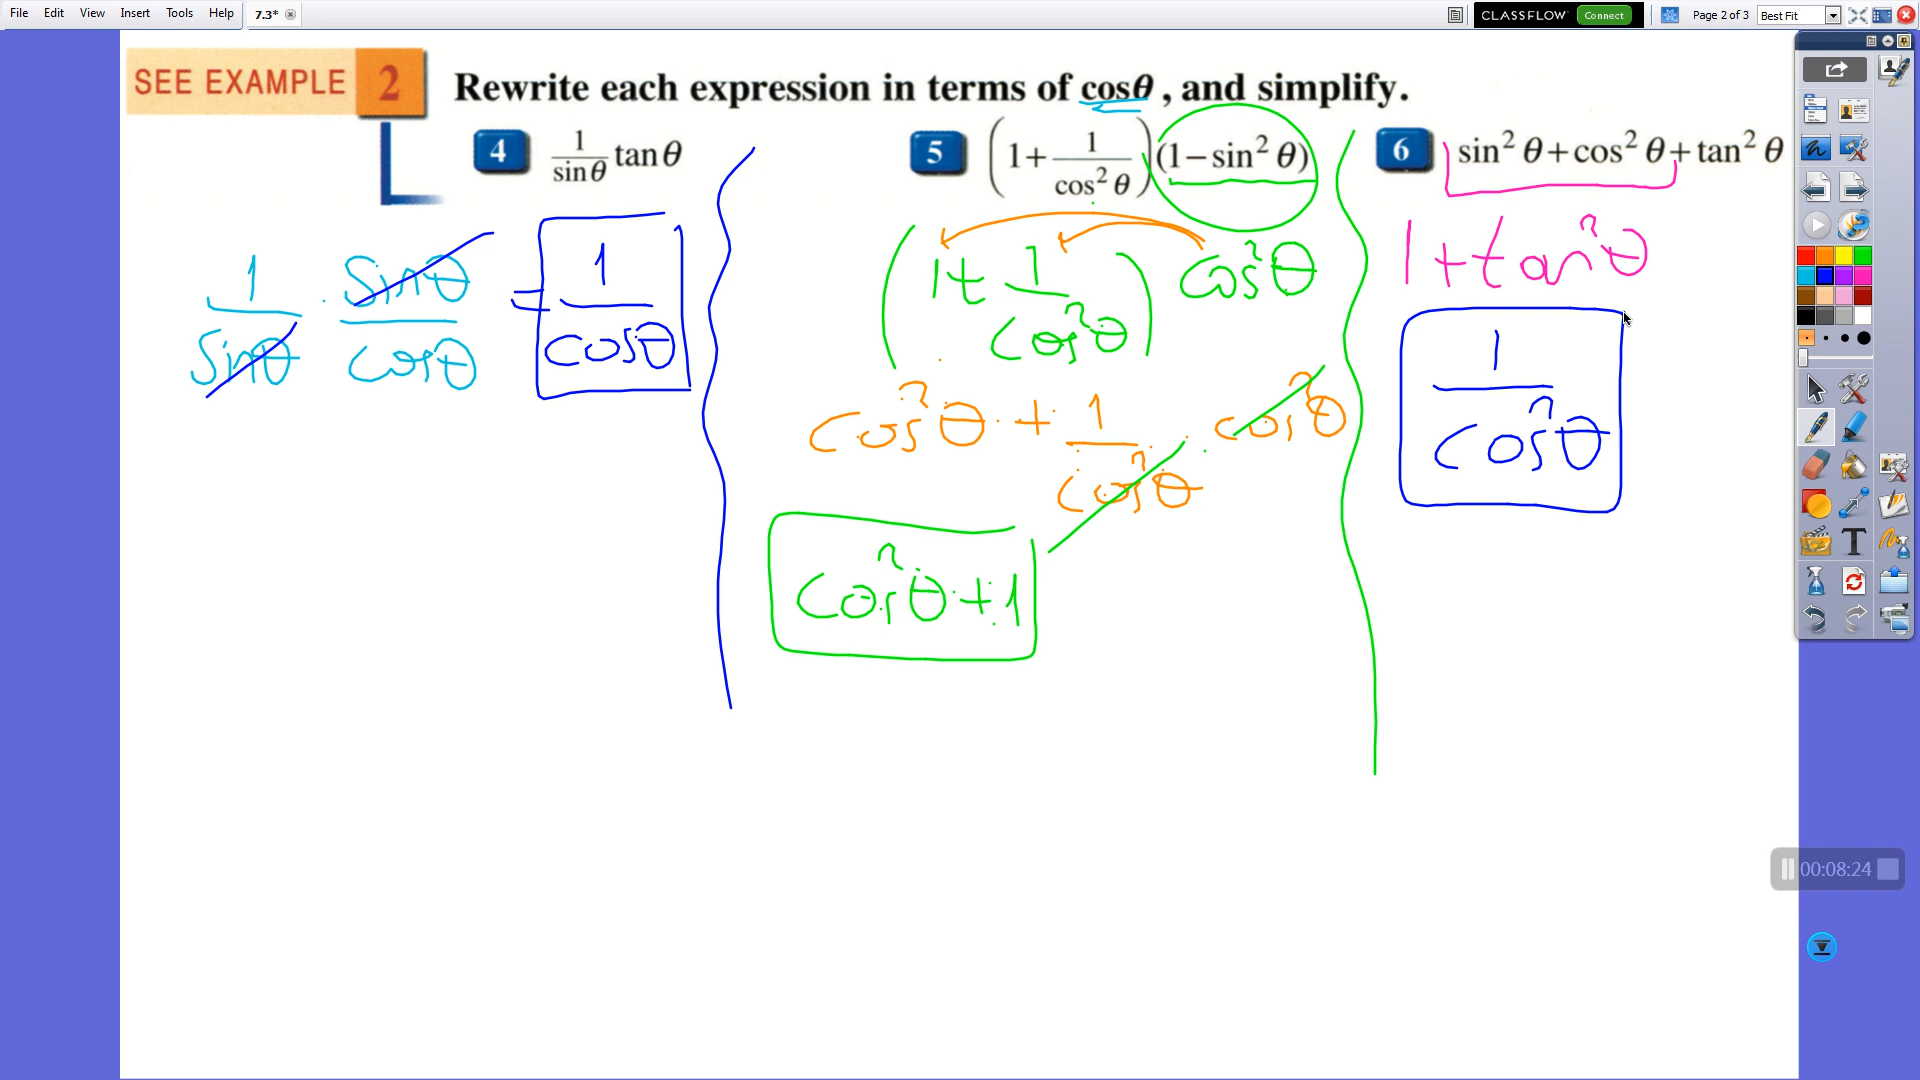 File Edit View Insert Tools Help 7.3* CLASSFLOW Connect Page 2 of 3 Best Fit
SEE EXAMPLE 2 Rewrite each expression in terms of cosθ, and simplify.
4 1/sinθ tanθ
1/sinθ · sinθ/cosθ = 1/cosθ
5 (1+1/cos²θ)(1−sin²θ)
(1+1/cos²θ) cos²θ
cos²θ + 1/cos²θ · cos²θ
cos²θ+1
6 sin²θ+cos²θ+tan²θ
1+tan²θ
1/cos²θ
00:08:24